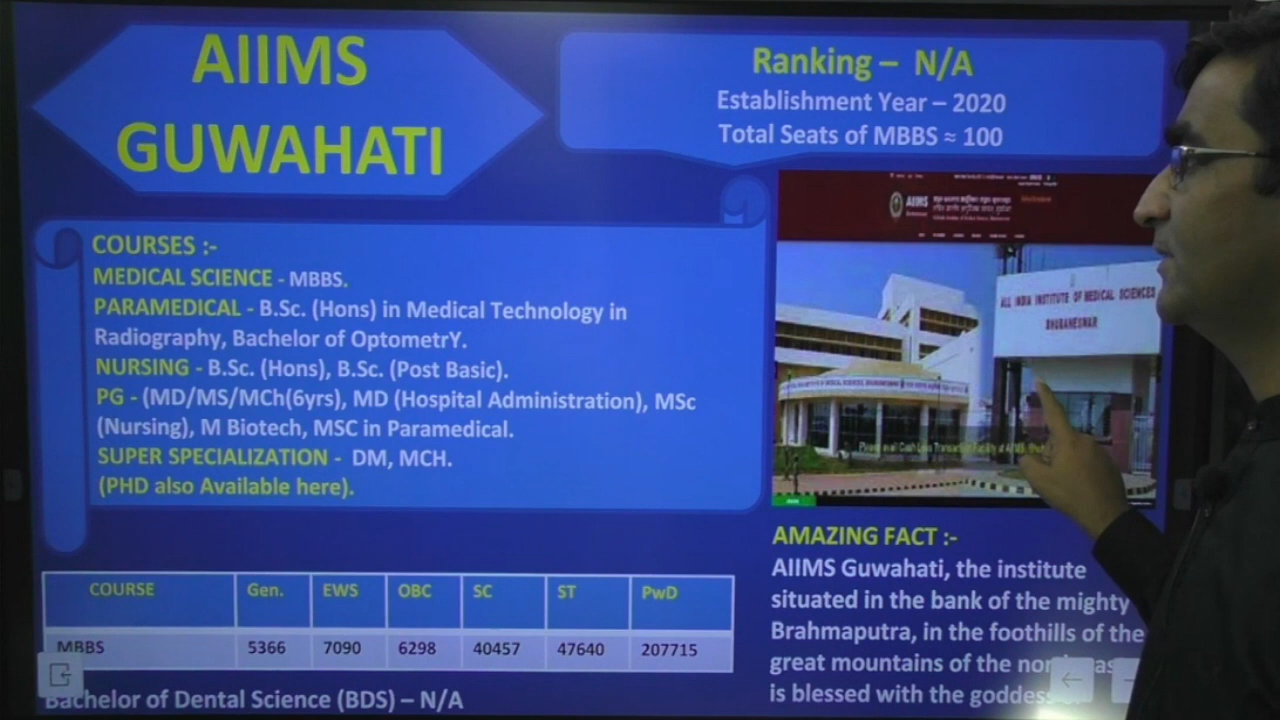 AIIMS
GUWAHATI
Ranking – N/A
Establishment Year – 2020
Total Seats of MBBS ≈ 100
COURSES :-
MEDICAL SCIENCE - MBBS.
PARAMEDICAL - B.Sc. (Hons) in Medical Technology in
Radiography, Bachelor of OptometrY.
NURSING - B.Sc. (Hons), B.Sc. (Post Basic).
PG - (MD/MS/MCh(6yrs), MD (Hospital Administration), MSc
(Nursing), M Biotech, MSC in Paramedical.
SUPER SPECIALIZATION - DM, MCH.
(PHD also Available here).
AIIMS
ALL INDIA INSTITUTE OF MEDICAL SCIENCES
BHUBANESWAR
COURSE Gen. EWS OBC SC ST PwD
MBBS 5366 7090 6298 40457 47640 207715
Bachelor of Dental Science (BDS) – N/A
AMAZING FACT :-
AIIMS Guwahati, the institute
situated in the bank of the mighty
Brahmaputra, in the foothills of the
great mountains of the
is blessed with the